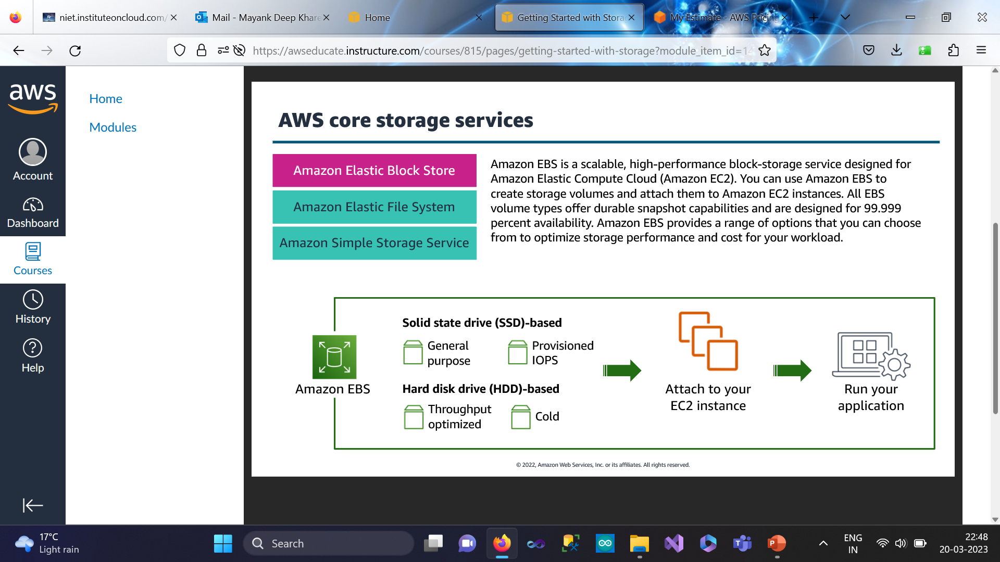 niet.instituteoncloud.com/
Mail - Mayank Deep Khare
Home
Getting Started with Stora
My Estimate - AWS Pricing
https://awseducate.instructure.com/courses/815/pages/getting-started-with-storage?module_item_id=14
aws
Account
Dashboard
Courses
History
Help
Home
Modules
AWS core storage services
Amazon Elastic Block Store
Amazon Elastic File System
Amazon Simple Storage Service
Amazon EBS is a scalable, high-performance block-storage service designed for
Amazon Elastic Compute Cloud (Amazon EC2). You can use Amazon EBS to
create storage volumes and attach them to Amazon EC2 instances. All EBS
volume types offer durable snapshot capabilities and are designed for 99.999
percent availability. Amazon EBS provides a range of options that you can choose
from to optimize storage performance and cost for your workload.
Amazon EBS
Solid state drive (SSD)-based
General
purpose
Provisioned
IOPS
Hard disk drive (HDD)-based
Throughput
optimized
Cold
Attach to your
EC2 instance
Run your
application
© 2022, Amazon Web Services, Inc. or its affiliates. All rights reserved.
17°C
Light rain
Search
ENG
IN
22:48
20-03-2023